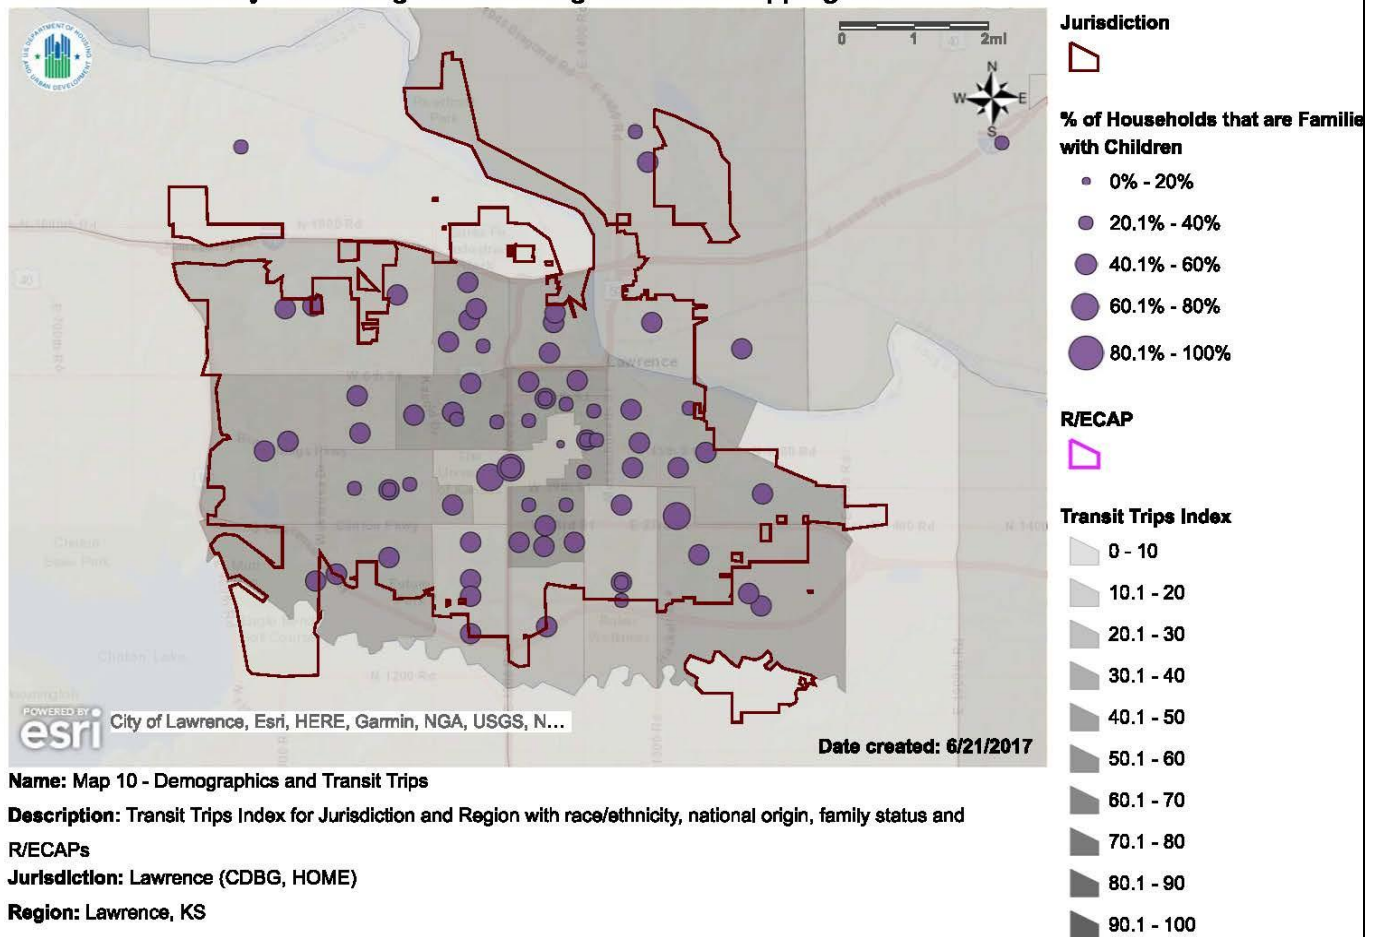 Jurisdiction
0 1 2mi
N
W E
S
% of Households that are Familie
with Children
0% - 20%
20.1% - 40%
40.1% - 60%
60.1% - 80%
80.1% - 100%
Lawrence
R/ECAP
Transit Trips Index
0 - 10
10.1 - 20
20.1 - 30
30.1 - 40
40.1 - 50
50.1 - 60
60.1 - 70
70.1 - 80
80.1 - 90
90.1 - 100
Clinton Lake
N 1200 Rd
POWERED BY
esri
City of Lawrence, Esri, HERE, Garmin, NGA, USGS, N...
Date created: 6/21/2017
Name: Map 10 - Demographics and Transit Trips
Description: Transit Trips Index for Jurisdiction and Region with race/ethnicity, national origin, family status and
R/ECAPs
Jurisdiction: Lawrence (CDBG, HOME)
Region: Lawrence, KS